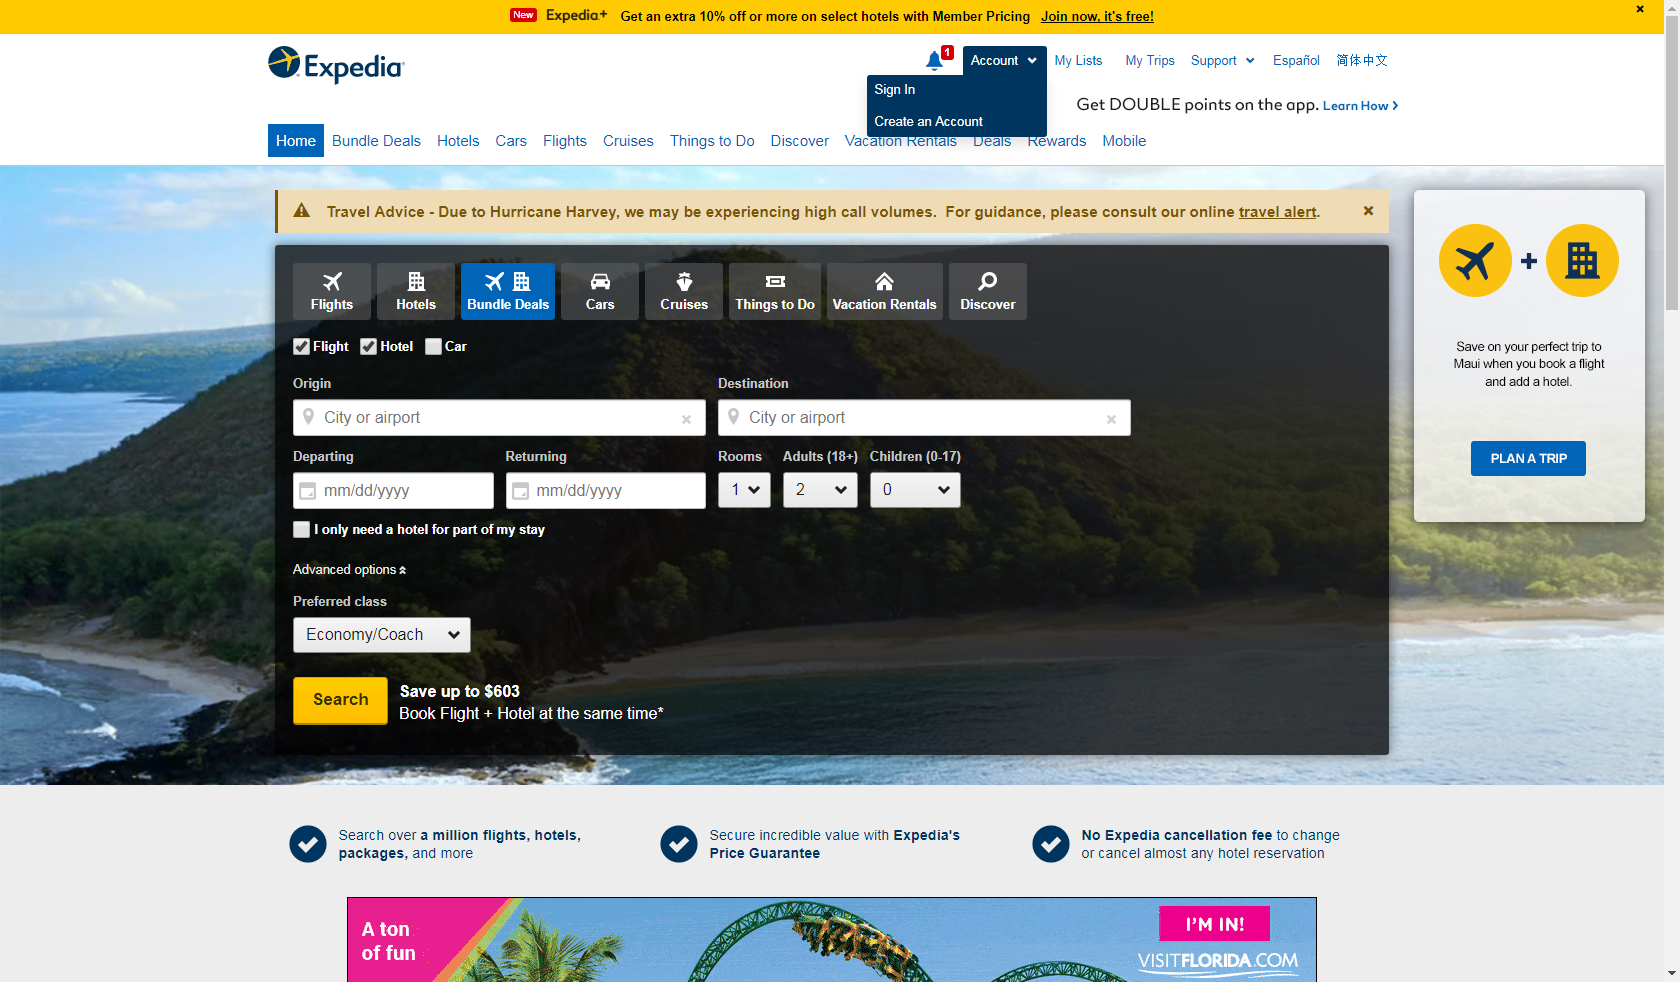 New Expedia+ Get an extra 10% off or more on select hotels with Member Pricing Join now, it's free!
Expedia
1 Account My Lists My Trips Support Español 简体中文
Sign In
Create an Account
Get DOUBLE points on the app. Learn How
Home Bundle Deals Hotels Cars Flights Cruises Things to Do Discover Vacation Rentals Deals Rewards Mobile
Travel Advice - Due to Hurricane Harvey, we may be experiencing high call volumes. For guidance, please consult our online travel alert.
Flights Hotels Bundle Deals Cars Cruises Things to Do Vacation Rentals Discover
Flight Hotel Car
Origin Destination
City or airport City or airport
Departing Returning Rooms Adults (18+) Children (0-17)
mm/dd/yyyy mm/dd/yyyy 1 2 0
I only need a hotel for part of my stay
Advanced options
Preferred class
Economy/Coach
Search
Save up to $603
Book Flight + Hotel at the same time*
Save on your perfect trip to
Maui when you book a flight
and add a hotel.
PLAN A TRIP
Search over a million flights, hotels,
packages, and more
Secure incredible value with Expedia's
Price Guarantee
No Expedia cancellation fee to change
or cancel almost any hotel reservation
A ton
of fun
I'M IN!
VISITFLORIDA.COM